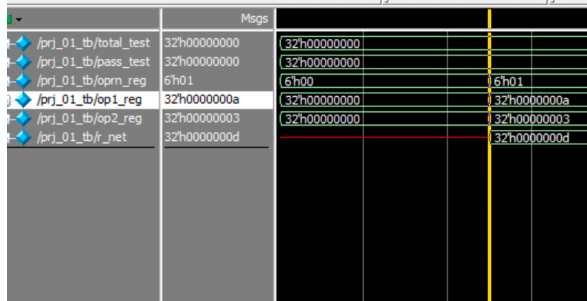 Msgs
/prj_01_tb/total_test 32'h00000000 32'h00000000
/prj_01_tb/pass_test 32'h00000000 32'h00000000
/prj_01_tb/oprn_reg 6'h01 6'h00 6'h01
/prj_01_tb/op1_reg 32'h0000000a 32'h00000000 32'h0000000a
/prj_01_tb/op2_reg 32'h00000003 32'h00000000 32'h00000003
/prj_01_tb/r_net 32'h0000000d 32'h0000000d